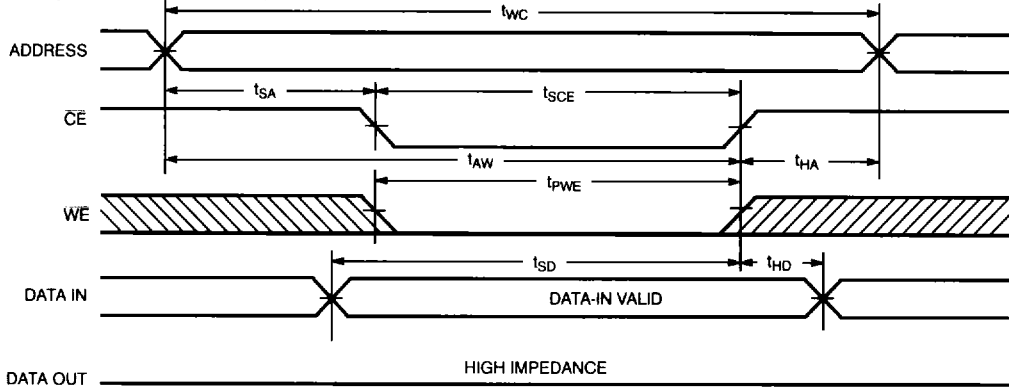 tWC
ADDRESS
tSA
tSCE
CE
tAW
tHA
tPWE
WE
tSD
tHD
DATA IN
DATA-IN VALID
HIGH IMPEDANCE
DATA OUT